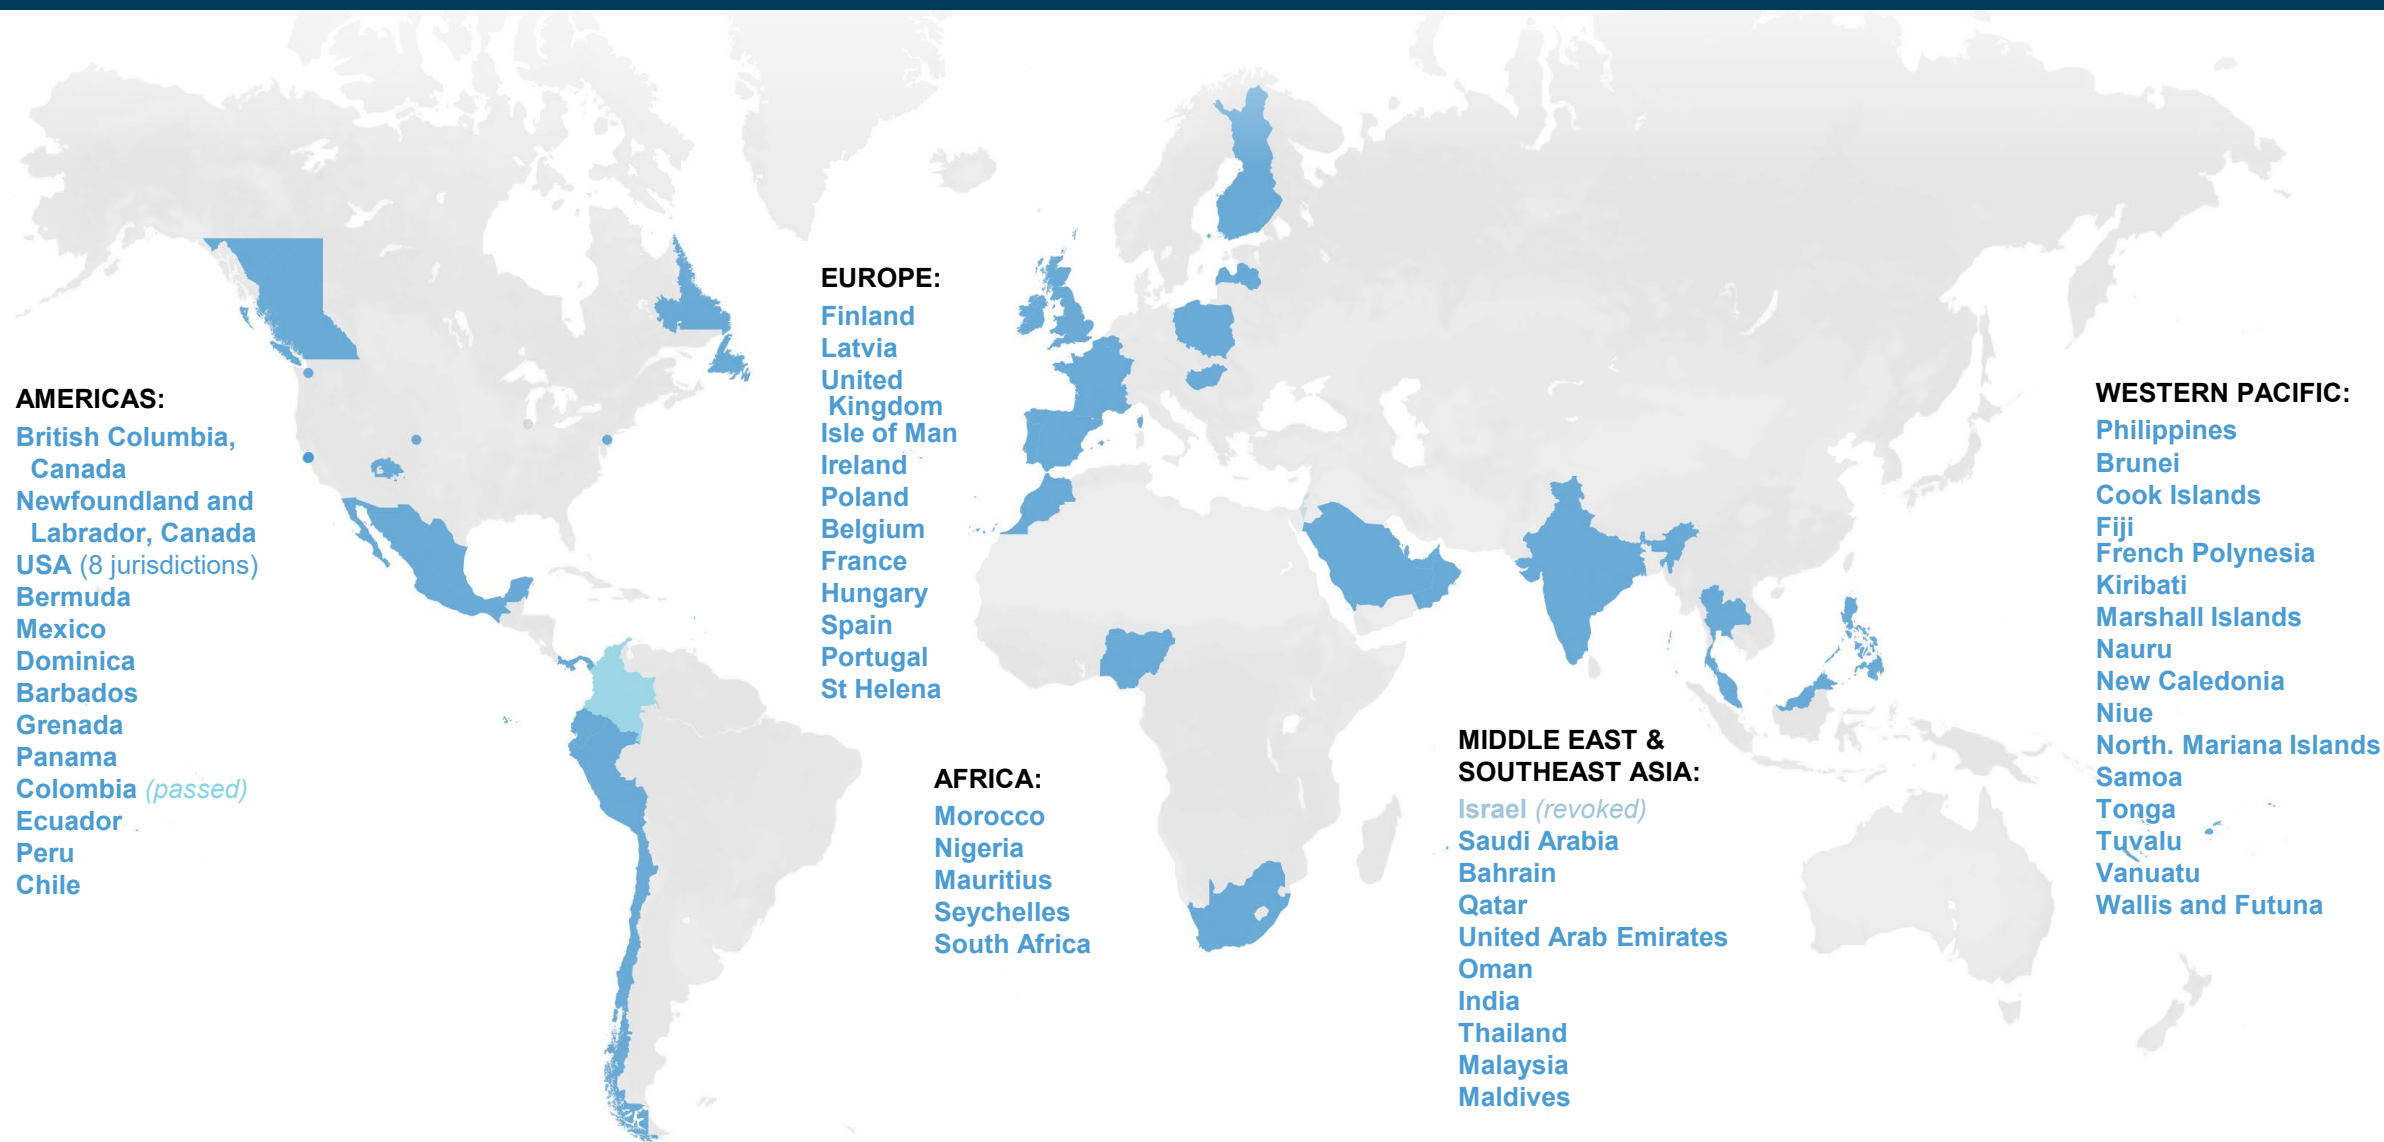 AMERICAS:
British Columbia,
Canada
Newfoundland and
Labrador, Canada
USA (8 jurisdictions)
Bermuda
Mexico
Dominica
Barbados
Grenada
Panama
Colombia (passed)
Ecuador
Peru
Chile
EUROPE:
Finland
Latvia
United
Kingdom
Isle of Man
Ireland
Poland
Belgium
France
Hungary
Spain
Portugal
St Helena
AFRICA:
Morocco
Nigeria
Mauritius
Seychelles
South Africa
MIDDLE EAST &
SOUTHEAST ASIA:
Israel (revoked)
Saudi Arabia
Bahrain
Qatar
United Arab Emirates
Oman
India
Thailand
Malaysia
Maldives
WESTERN PACIFIC:
Philippines
Brunei
Cook Islands
Fiji
French Polynesia
Kiribati
Marshall Islands
Nauru
New Caledonia
Niue
North. Mariana Islands
Samoa
Tonga
Tuvalu
Vanuatu
Wallis and Futuna